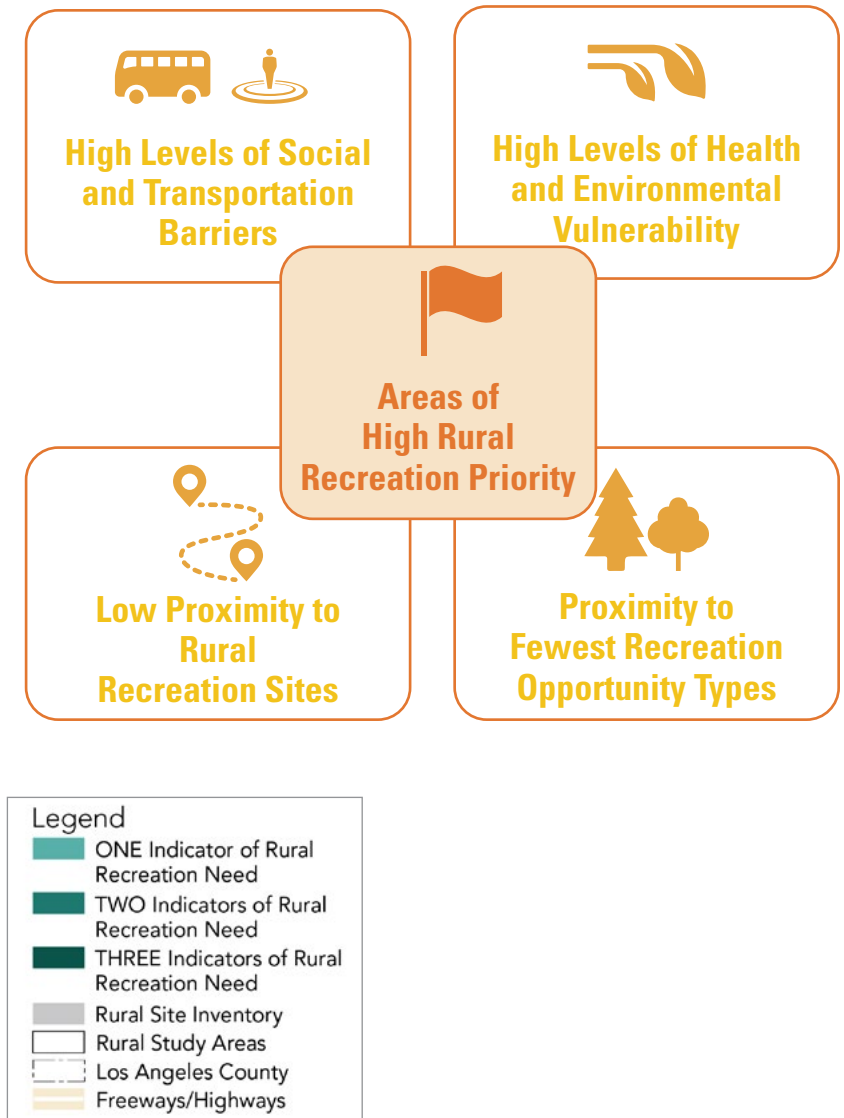 High Levels of Social
and Transportation
Barriers
High Levels of Health
and Environmental
Vulnerability
Areas of
High Rural
Recreation Priority
Low Proximity to
Rural
Recreation Sites
Proximity to
Fewest Recreation
Opportunity Types
Legend
ONE Indicator of Rural
Recreation Need
TWO Indicators of Rural
Recreation Need
THREE Indicators of Rural
Recreation Need
Rural Site Inventory
Rural Study Areas
Los Angeles County
Freeways/Highways